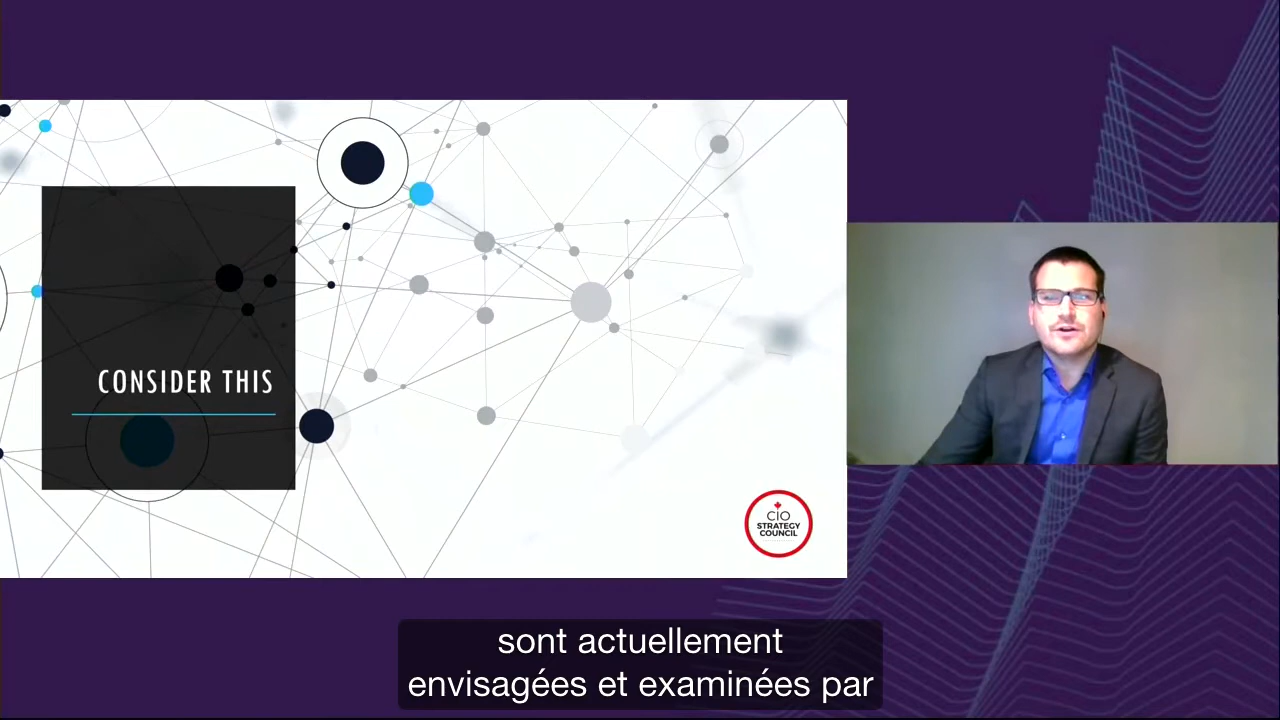 CONSIDER THIS
CIO
STRATEGY
COUNCIL
sont actuellement
envisagées et examinées par